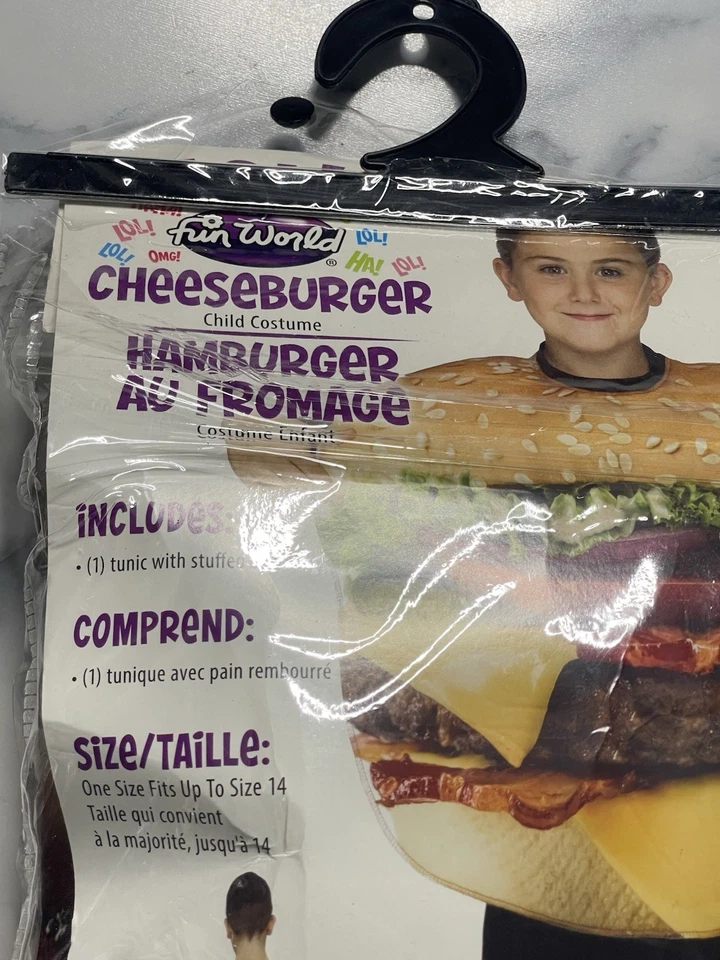 LOL!
LOL!
OMG!
fun World
®
LOL!
HA!
LOL!
CHEESEBURGER
Child Costume
HAMBURGER
AU FROMAGE
Costume Enfant
INCLUDES:
• (1) tunic with stuffed
COMPREND:
• (1) tunique avec pain rembourré
SIZE/TAILLE:
One Size Fits Up To Size 14
Taille qui convient
à la majorité, jusqu'à 14